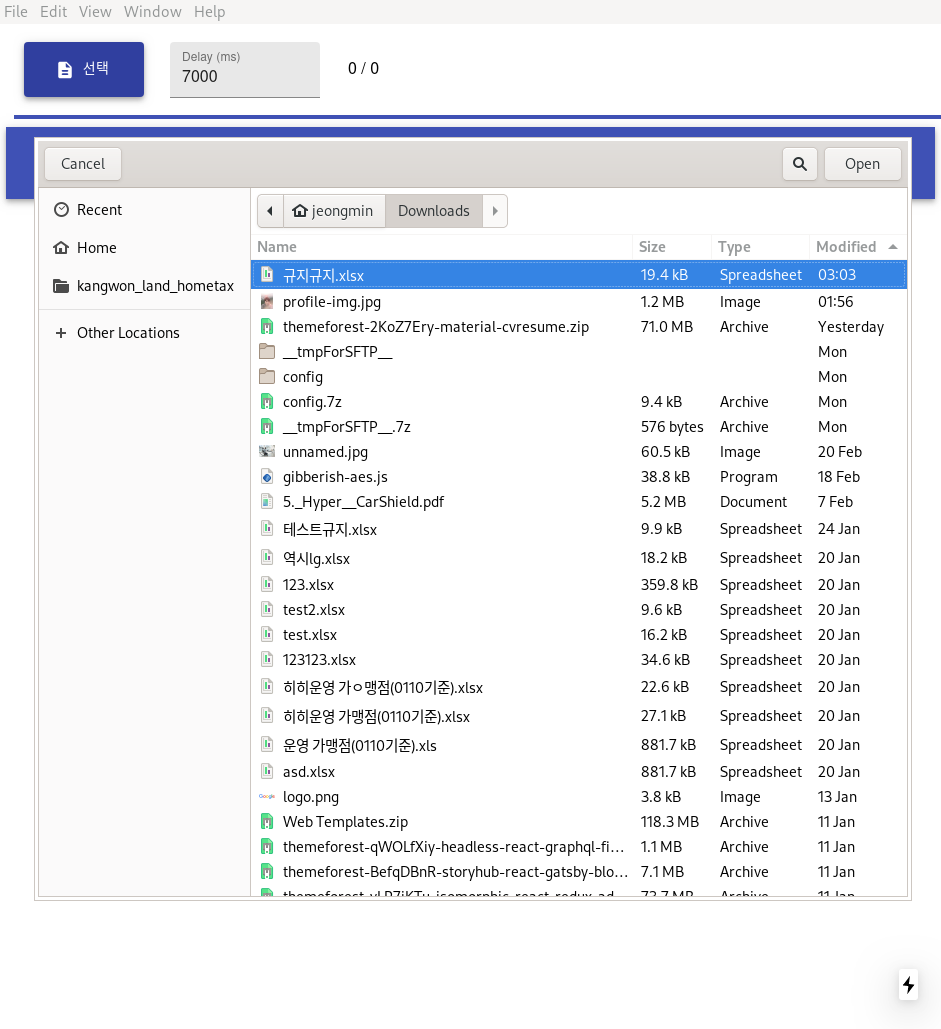 File Edit View Window Help
선택
Delay (ms)
7000
0 / 0
Cancel
Open
Recent
Home
kangwon_land_hometax
Other Locations
jeongmin Downloads
Name Size Type Modified
규지규지.xlsx 19.4 kB Spreadsheet 03:03
profile-img.jpg 1.2 MB Image 01:56
themeforest-2KoZ7Ery-material-cvresume.zip 71.0 MB Archive Yesterday
__tmpForSFTP__ Mon
config Mon
config.7z 9.4 kB Archive Mon
__tmpForSFTP__.7z 576 bytes Archive Mon
unnamed.jpg 60.5 kB Image 20 Feb
gibberish-aes.js 38.8 kB Program 18 Feb
5._Hyper__CarShield.pdf 5.2 MB Document 7 Feb
테스트규지.xlsx 9.9 kB Spreadsheet 24 Jan
역시lg.xlsx 18.2 kB Spreadsheet 20 Jan
123.xlsx 359.8 kB Spreadsheet 20 Jan
test2.xlsx 9.6 kB Spreadsheet 20 Jan
test.xlsx 16.2 kB Spreadsheet 20 Jan
123123.xlsx 34.6 kB Spreadsheet 20 Jan
히히운영 가ㅇ맹점(0110기준).xlsx 22.6 kB Spreadsheet 20 Jan
히히운영 가맹점(0110기준).xlsx 27.1 kB Spreadsheet 20 Jan
운영 가맹점(0110기준).xls 881.7 kB Spreadsheet 20 Jan
asd.xlsx 881.7 kB Spreadsheet 20 Jan
logo.png 3.8 kB Image 13 Jan
Web Templates.zip 118.3 MB Archive 11 Jan
themeforest-qWOLfXiy-headless-react-graphql-fi... 1.1 MB Archive 11 Jan
themeforest-BefqDBnR-storyhub-react-gatsby-blo... 7.1 MB Archive 11 Jan